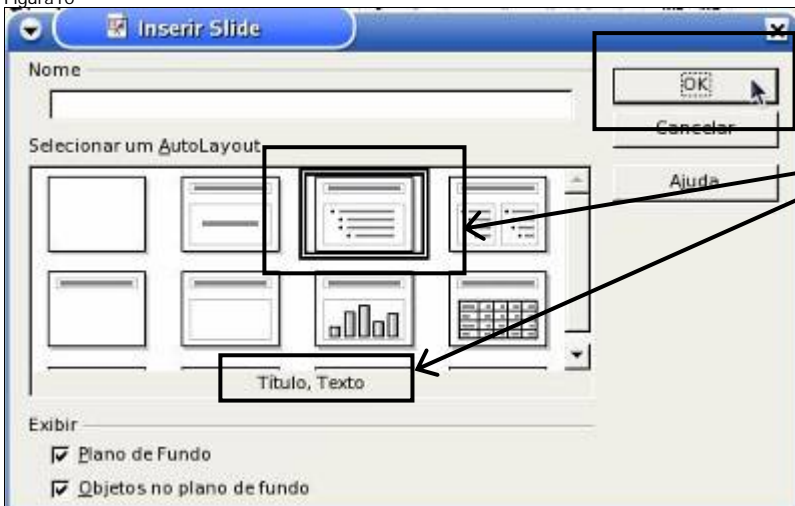 Inserir Slide
Nome
OK
Cancelar
Selecionar um AutoLayout
Ajuda
Título, Texto
Exibir
Plano de Fundo
Objetos no plano de fundo